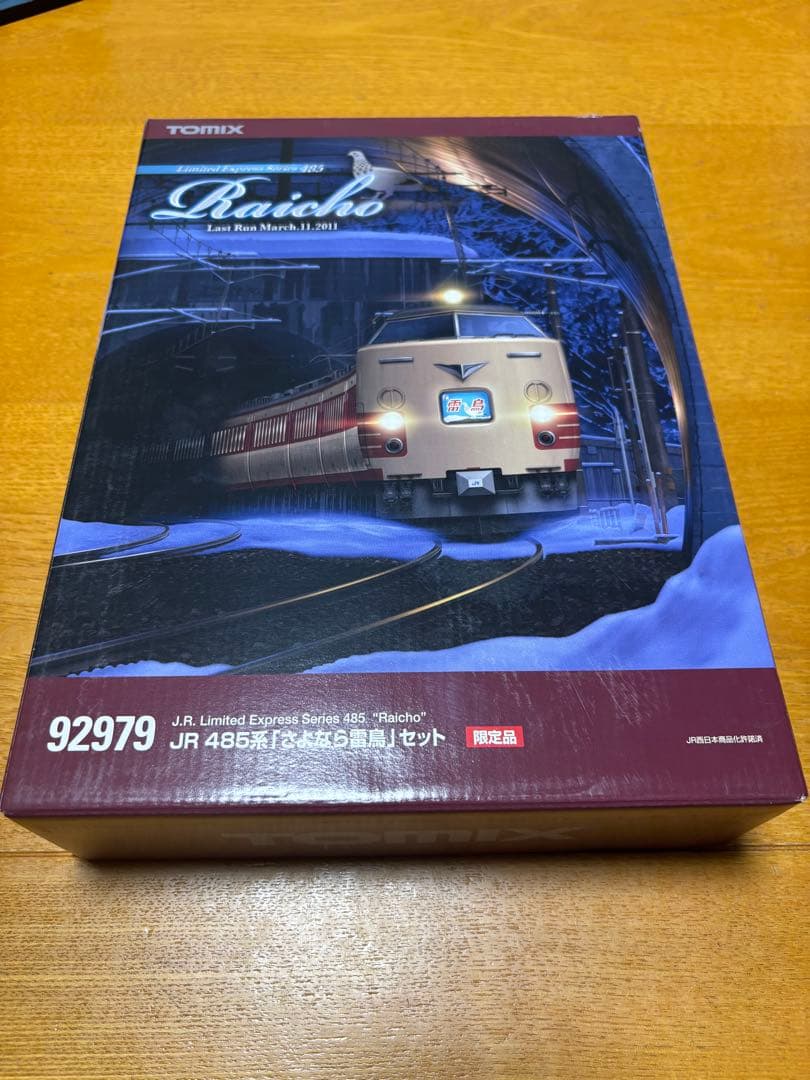 TOMIX
Limited Express Series 485
Raicho
Last Run March.11.2011
雷鳥
JR
92979
J.R. Limited Express Series 485 "Raicho"
JR 485系「さよなら雷鳥」セット
限定品
JR西日本商品化許諾済
TOMIX